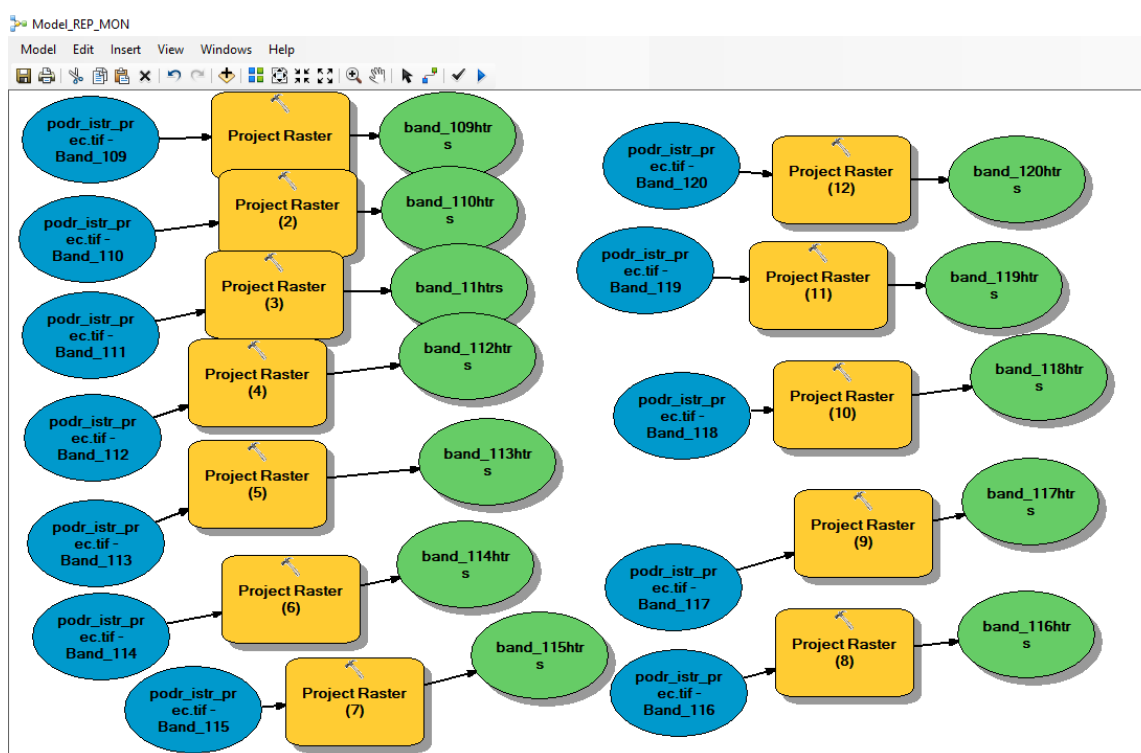 Model_REP_MON
Model Edit Insert View Windows Help
podr_istr_pr
ec.tif -
Band_109
Project Raster
band_109htr
s
podr_istr_pr
ec.tif -
Band_110
Project Raster
(2)
band_110htr
s
podr_istr_pr
ec.tif -
Band_111
Project Raster
(3)
band_11htrs
podr_istr_pr
ec.tif -
Band_112
Project Raster
(4)
band_112htr
s
podr_istr_pr
ec.tif -
Band_113
Project Raster
(5)
band_113htr
s
podr_istr_pr
ec.tif -
Band_114
Project Raster
(6)
band_114htr
s
podr_istr_pr
ec.tif -
Band_115
Project Raster
(7)
band_115htr
s
podr_istr_pr
ec.tif -
Band_120
Project Raster
(12)
band_120htr
s
podr_istr_pr
ec.tif -
Band_119
Project Raster
(11)
band_119htr
s
podr_istr_pr
ec.tif -
Band_118
Project Raster
(10)
band_118htr
s
podr_istr_pr
ec.tif -
Band_117
Project Raster
(9)
band_117htr
s
podr_istr_pr
ec.tif -
Band_116
Project Raster
(8)
band_116htr
s